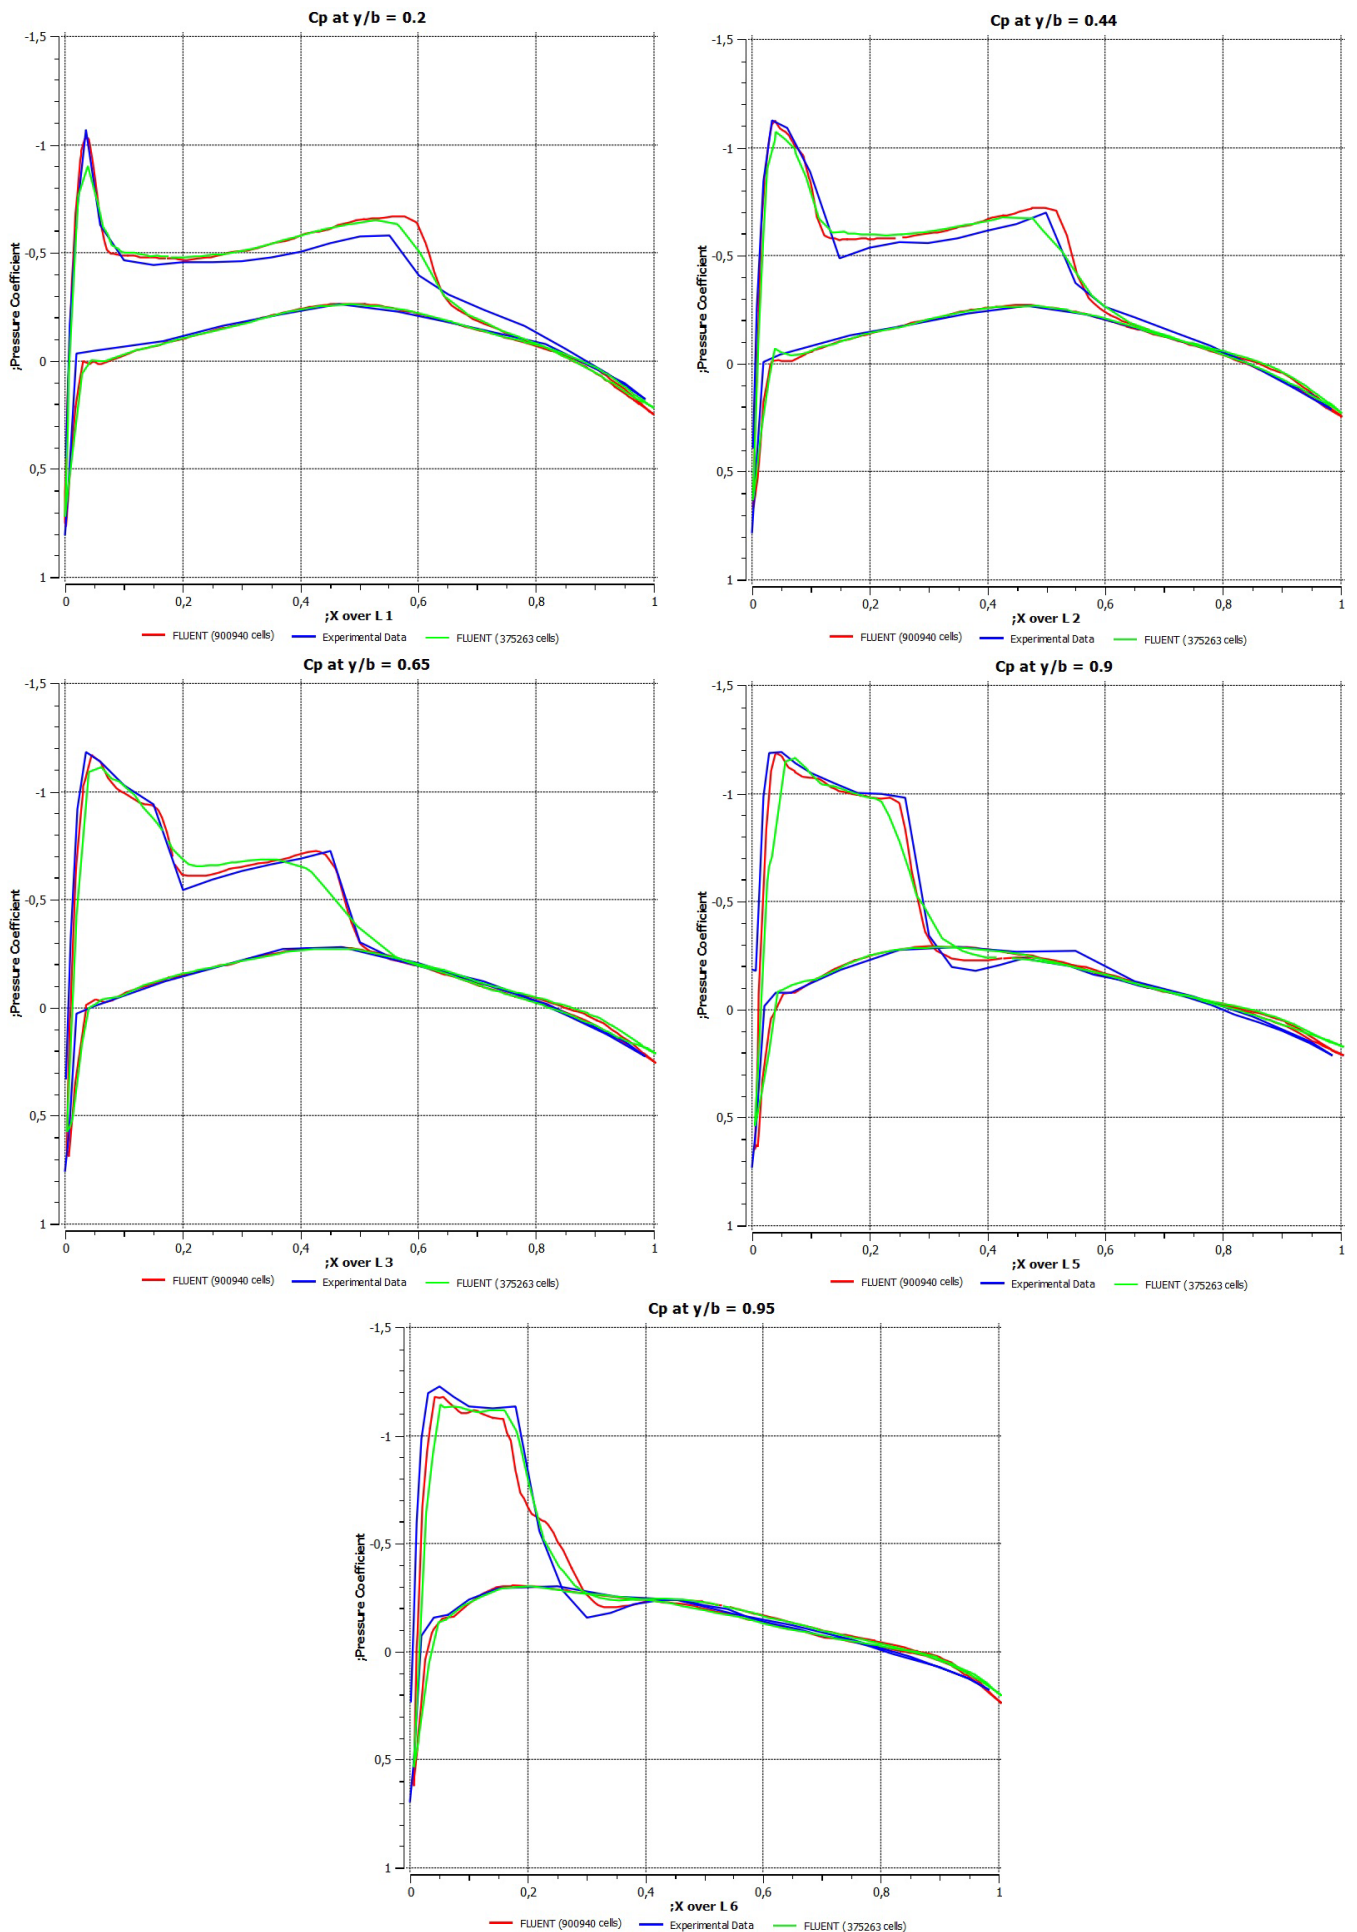 Cp at y/b = 0.2
-1,5
-1
-0,5
0
0,5
1
;Pressure Coefficient
0 0,2 0,4 0,6 0,8 1
;X over L 1
FLUENT (900940 cells) Experimental Data FLUENT (375263 cells)
Cp at y/b = 0.44
-1,5
-1
-0,5
0
0,5
1
;Pressure Coefficient
0 0,2 0,4 0,6 0,8 1
;X over L 2
FLUENT (900940 cells) Experimental Data FLUENT (375263 cells)
Cp at y/b = 0.65
-1,5
-1
-0,5
0
0,5
1
;Pressure Coefficient
0 0,2 0,4 0,6 0,8 1
;X over L 3
FLUENT (900940 cells) Experimental Data FLUENT (375263 cells)
Cp at y/b = 0.9
-1,5
-1
-0,5
0
0,5
1
;Pressure Coefficient
0 0,2 0,4 0,6 0,8 1
;X over L 5
FLUENT (900940 cells) Experimental Data FLUENT (375263 cells)
Cp at y/b = 0.95
-1,5
-1
-0,5
0
0,5
1
;Pressure Coefficient
0 0,2 0,4 0,6 0,8 1
;X over L 6
FLUENT (900940 cells) Experimental Data FLUENT (375263 cells)